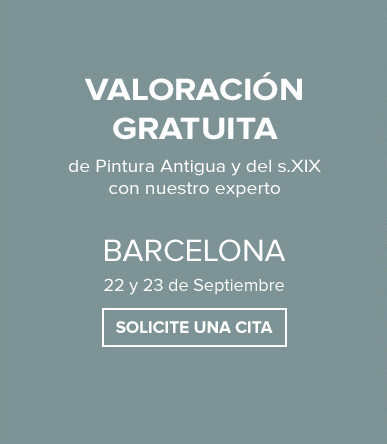 VALORACIÓN
GRATUITA
de Pintura Antigua y del s.XIX
con nuestro experto
BARCELONA
22 y 23 de Septiembre
SOLICITE UNA CITA